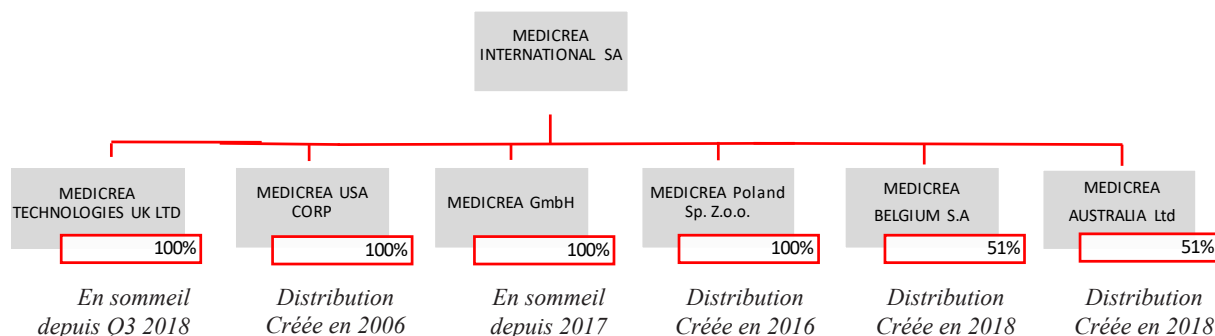 MEDICREA
INTERNATIONAL SA
MEDICREA
TECHNOLOGIES UK LTD
100%
En sommeil
depuis Q3 2018
MEDICREA USA
CORP
100%
Distribution
Créée en 2006
MEDICREA GmbH
100%
En sommeil
depuis 2017
MEDICREA Poland
Sp. Z.o.o.
100%
Distribution
Créée en 2016
MEDICREA
BELGIUM S.A
51%
Distribution
Créée en 2018
MEDICREA
AUSTRALIA Ltd
51%
Distribution
Créée en 2018